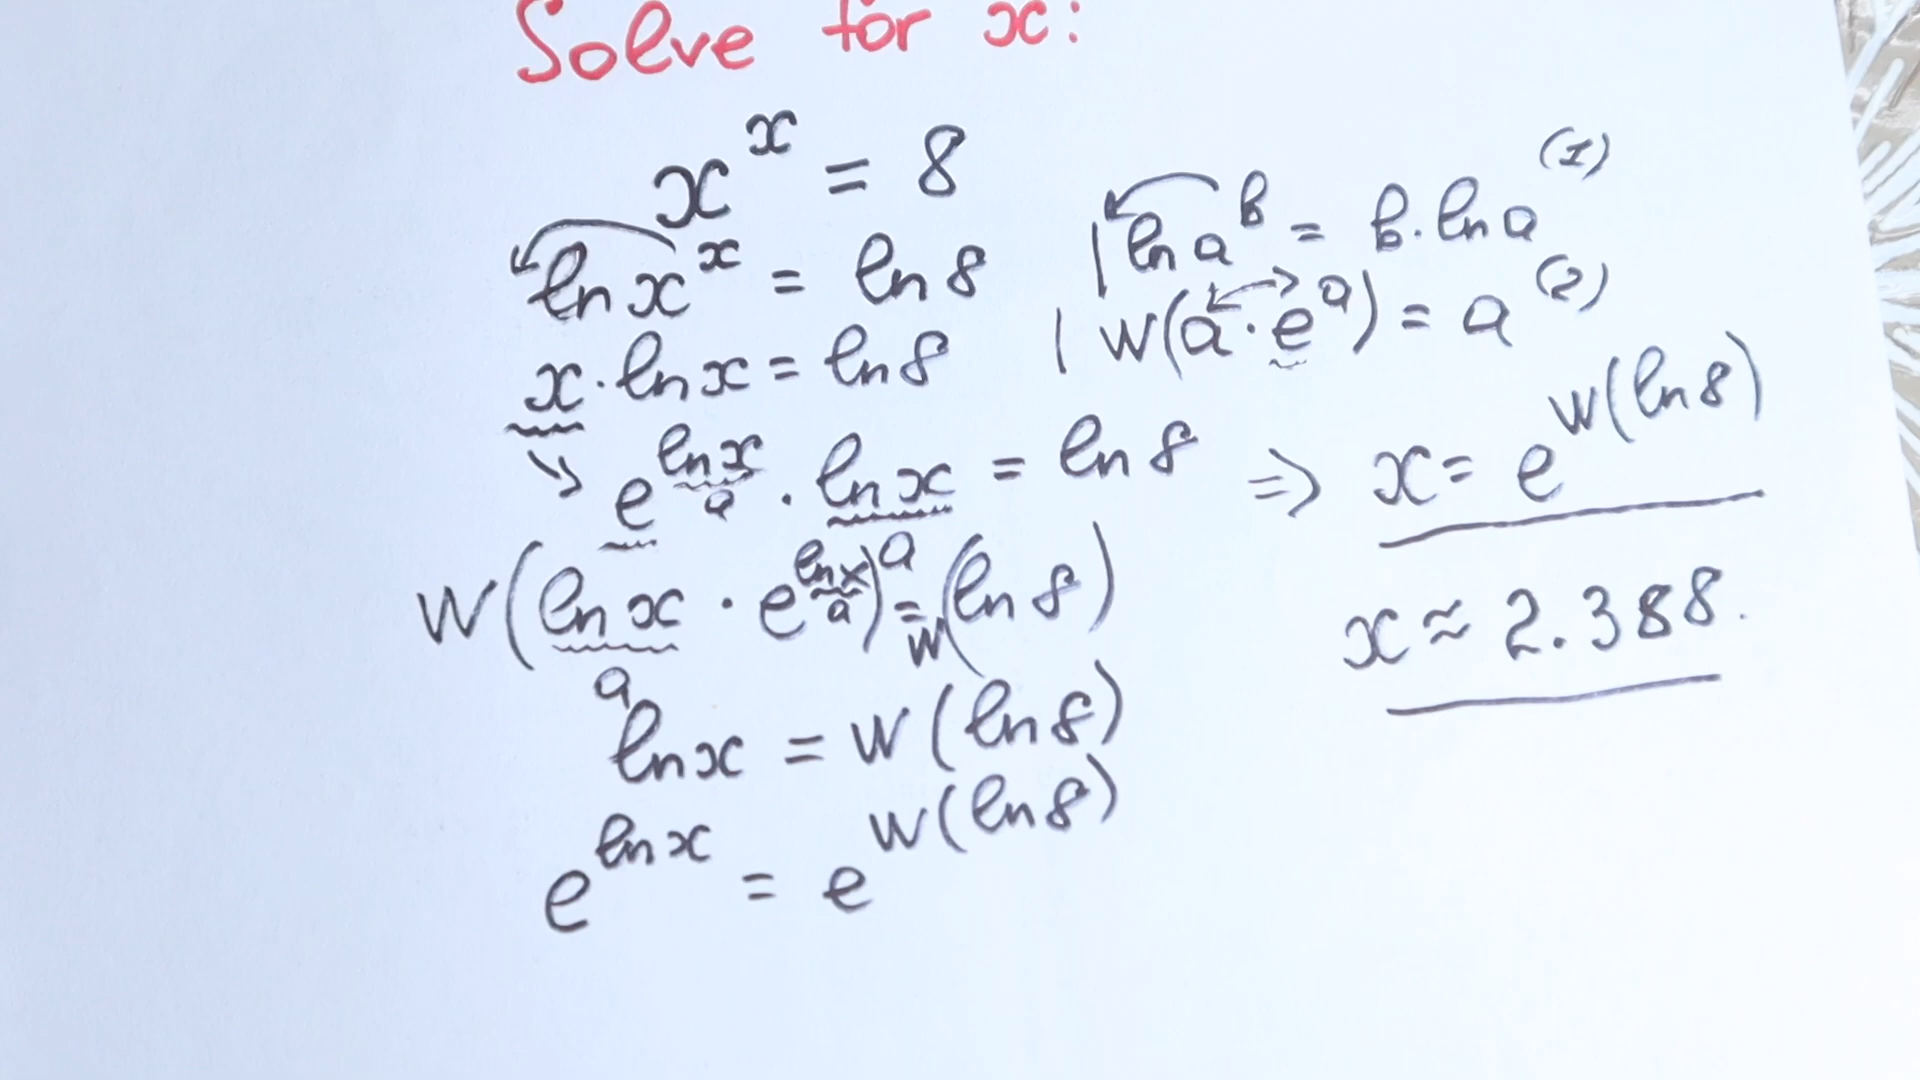 Solve for x:
x^x = 8
ln x^x = ln 8
| ln a^b = b · ln a (1)
x · ln x = ln 8
| W(a · e^a) = a (2)
e^(ln x) · ln x = ln 8
a
⇒ x = e^W(ln 8)
W(ln x · e^(ln x))^a = W(ln 8)
a
a
x ≈ 2.388.
ln x = W(ln 8)
e^(ln x) = e^W(ln 8)